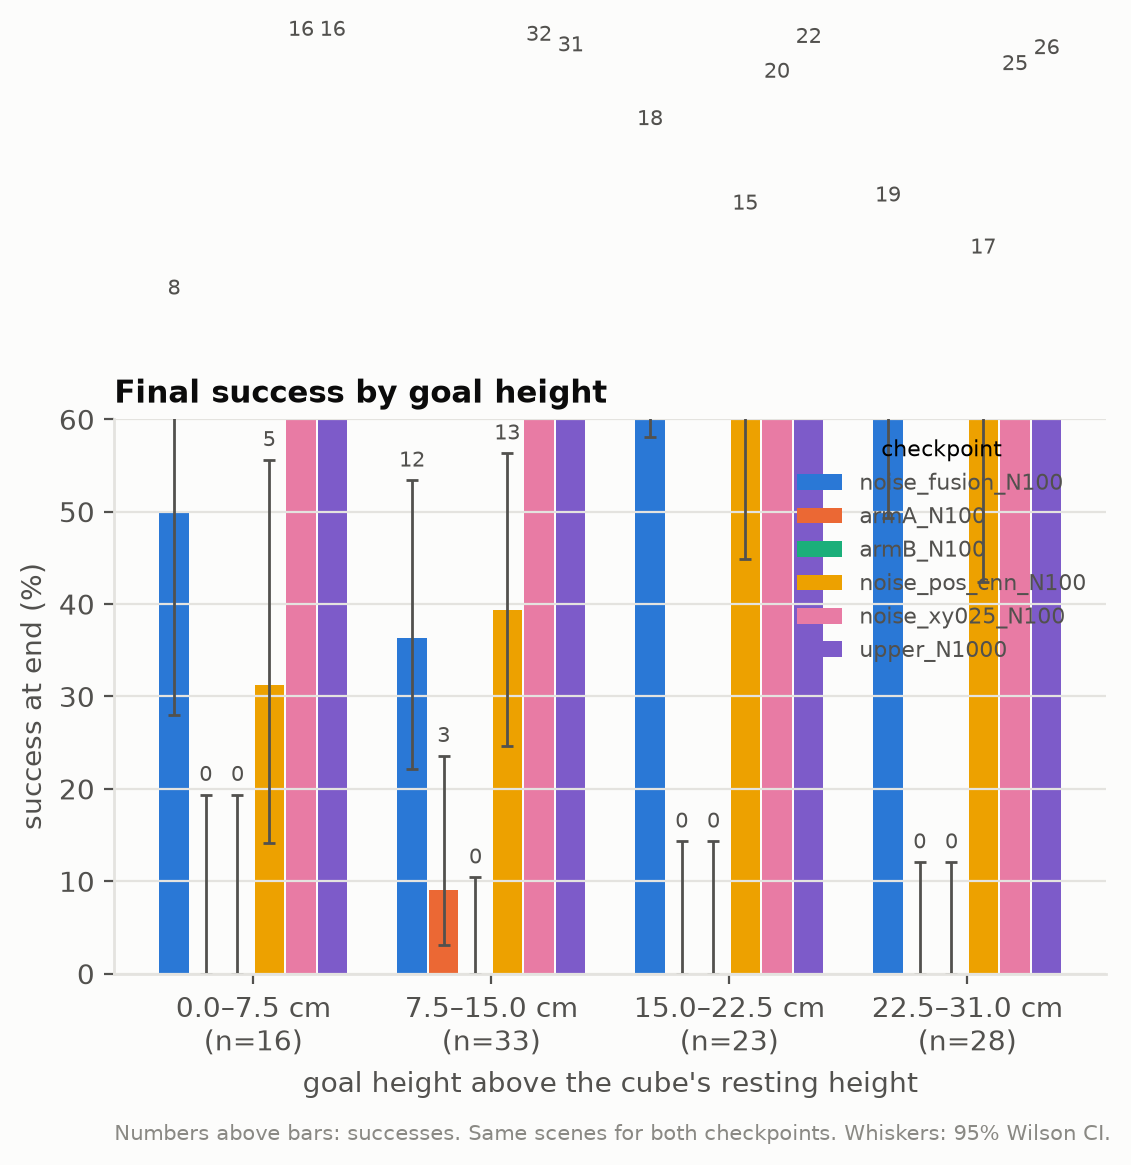 16 16
32
31
22
26
25
20
18
15
19
17
8
Final success by goal height
60
5
12
13
checkpoint
noise_fusion_N100
50
armA_N100
armB_N100
noise_pos_cnn_N100
40
noise_xy025_N100
upper_N1000
30
3
20
0 0
0
0 0
0 0
10
0
success at end (%)
0.0–7.5 cm
(n=16)
7.5–15.0 cm
(n=33)
15.0–22.5 cm
(n=23)
22.5–31.0 cm
(n=28)
goal height above the cube's resting height
Numbers above bars: successes. Same scenes for both checkpoints. Whiskers: 95% Wilson CI.